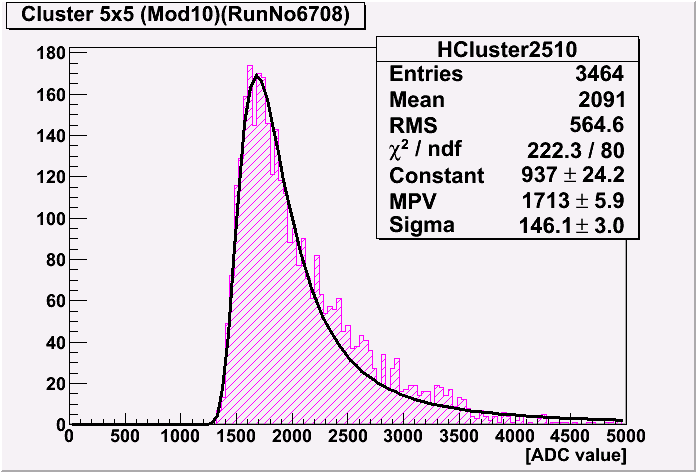 Cluster 5x5 (Mod10)(RunNo6708)
HCluster2510
Entries 3464
Mean 2091
RMS 564.6
χ² / ndf 222.3 / 80
Constant 937 ± 24.2
MPV 1713 ± 5.9
Sigma 146.1 ± 3.0
180
160
140
120
100
80
60
40
20
0
0 500 1000 1500 2000 2500 3000 3500 4000 4500 5000
[ADC value]